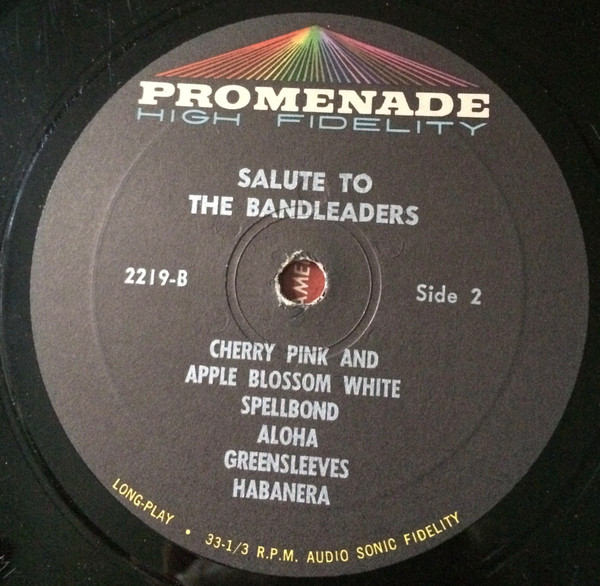 PROMENADE
HIGH FIDELITY
SALUTE TO
THE BANDLEADERS
2219-B
Side 2
CHERRY PINK AND
APPLE BLOSSOM WHITE
SPELLBOND
ALOHA
GREENSLEEVES
HABANERA
LONG-PLAY • 33-1/3 R.P.M. AUDIO SONIC FIDELITY